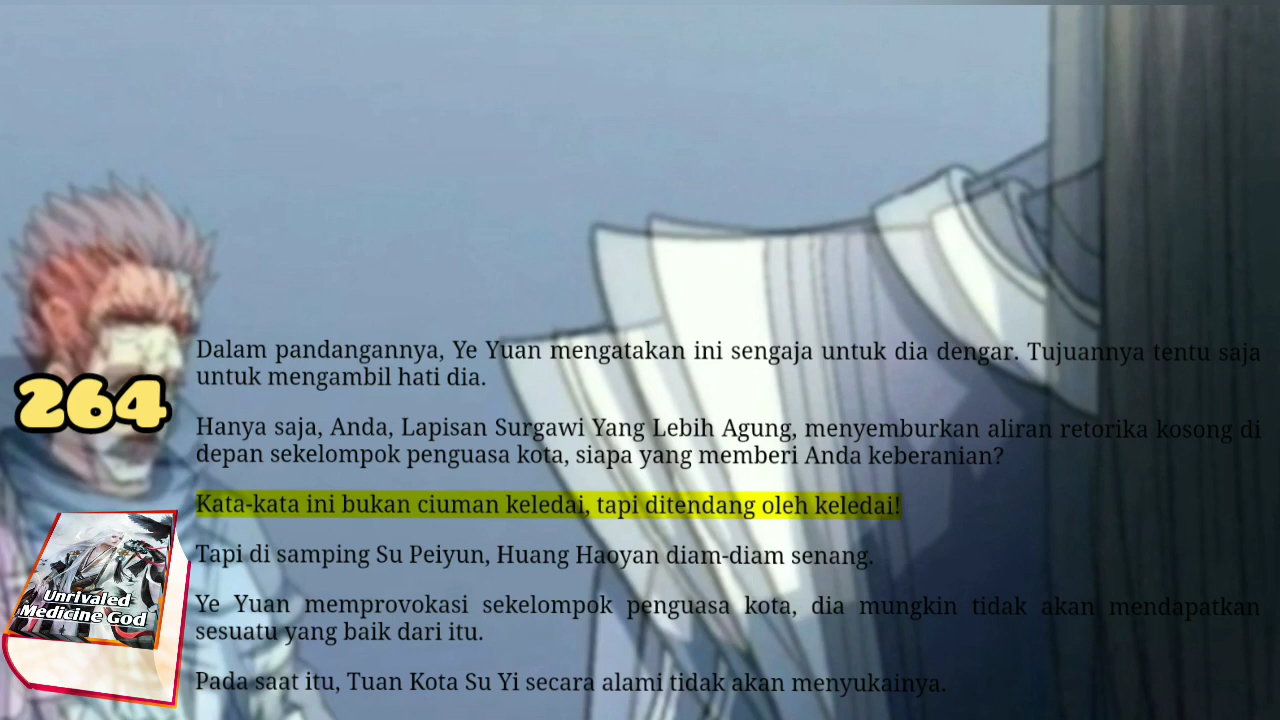 Dalam pandangannya, Ye Yuan mengatakan ini sengaja untuk dia dengar. Tujuannya tentu saja
untuk mengambil hati dia.
Hanya saja, Anda, Lapisan Surgawi Yang Lebih Agung, menyemburkan aliran retorika kosong di
depan sekelompok penguasa kota, siapa yang memberi Anda keberanian?
Kata-kata ini bukan ciuman keledai, tapi ditendang oleh keledai!
Tapi di samping Su Peiyun, Huang Haoyan diam-diam senang.
Ye Yuan memprovokasi sekelompok penguasa kota, dia mungkin tidak akan mendapatkan
sesuatu yang baik dari itu.
Pada saat itu, Tuan Kota Su Yi secara alami tidak akan menyukainya.
264
Unrivaled
Medicine God